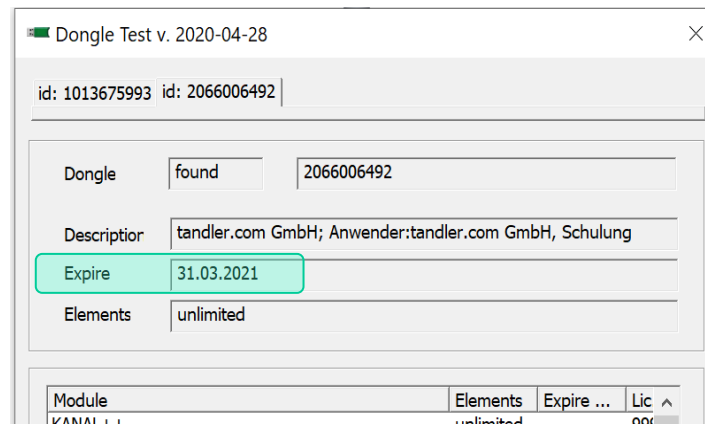 Dongle Test v. 2020-04-28
id: 1013675993 id: 2066006492
Dongle found 2066006492
Descriptior tandler.com GmbH; Anwender:tandler.com GmbH, Schulung
Expire 31.03.2021
Elements unlimited
Module Elements Expire ... Lic
unlimited